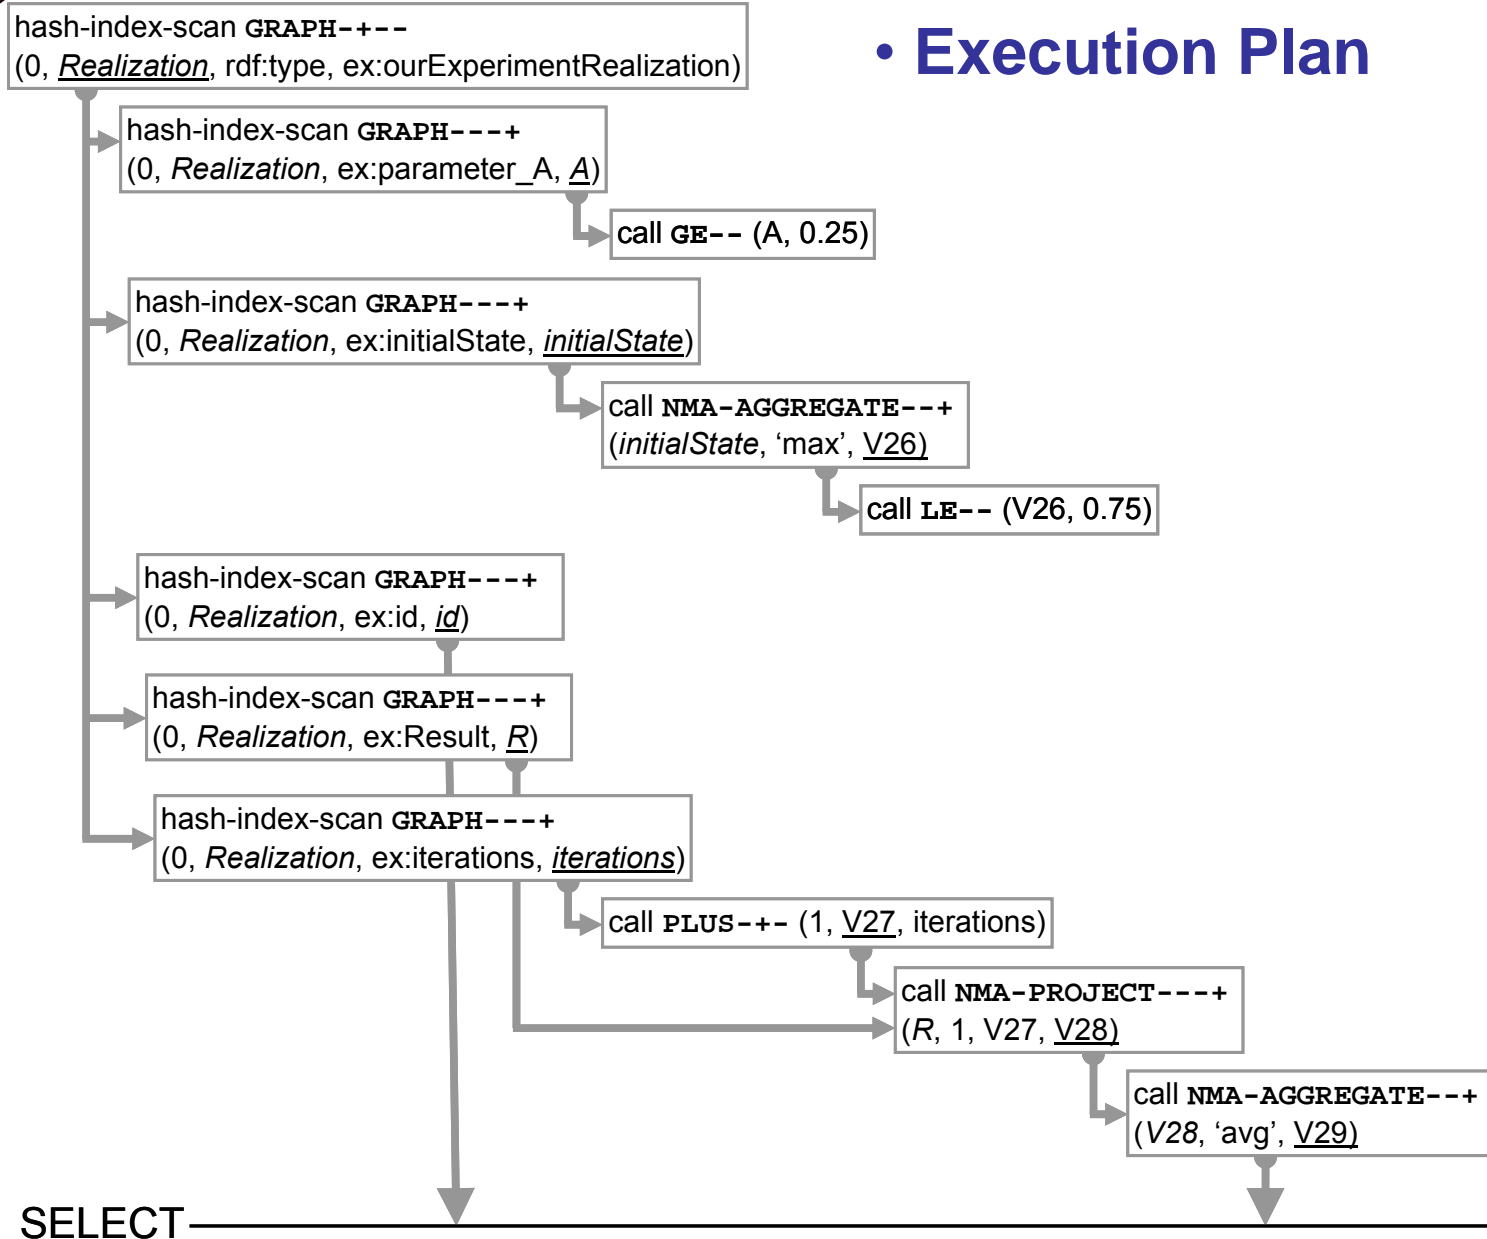 hash-index-scan GRAPH-+--
(0, Realization, rdf:type, ex:ourExperimentRealization)
• Execution Plan
hash-index-scan GRAPH---+
(0, Realization, ex:parameter_A, A)
call GE-- (A, 0.25)
hash-index-scan GRAPH---+
(0, Realization, ex:initialState, initialState)
call NMA-AGGREGATE--+
(initialState, ‘max’, V26)
call LE-- (V26, 0.75)
hash-index-scan GRAPH---+
(0, Realization, ex:id, id)
hash-index-scan GRAPH---+
(0, Realization, ex:Result, R)
hash-index-scan GRAPH---+
(0, Realization, ex:iterations, iterations)
call PLUS-+- (1, V27, iterations)
call NMA-PROJECT---+
(R, 1, V27, V28)
call NMA-AGGREGATE--+
(V28, ‘avg’, V29)
SELECT